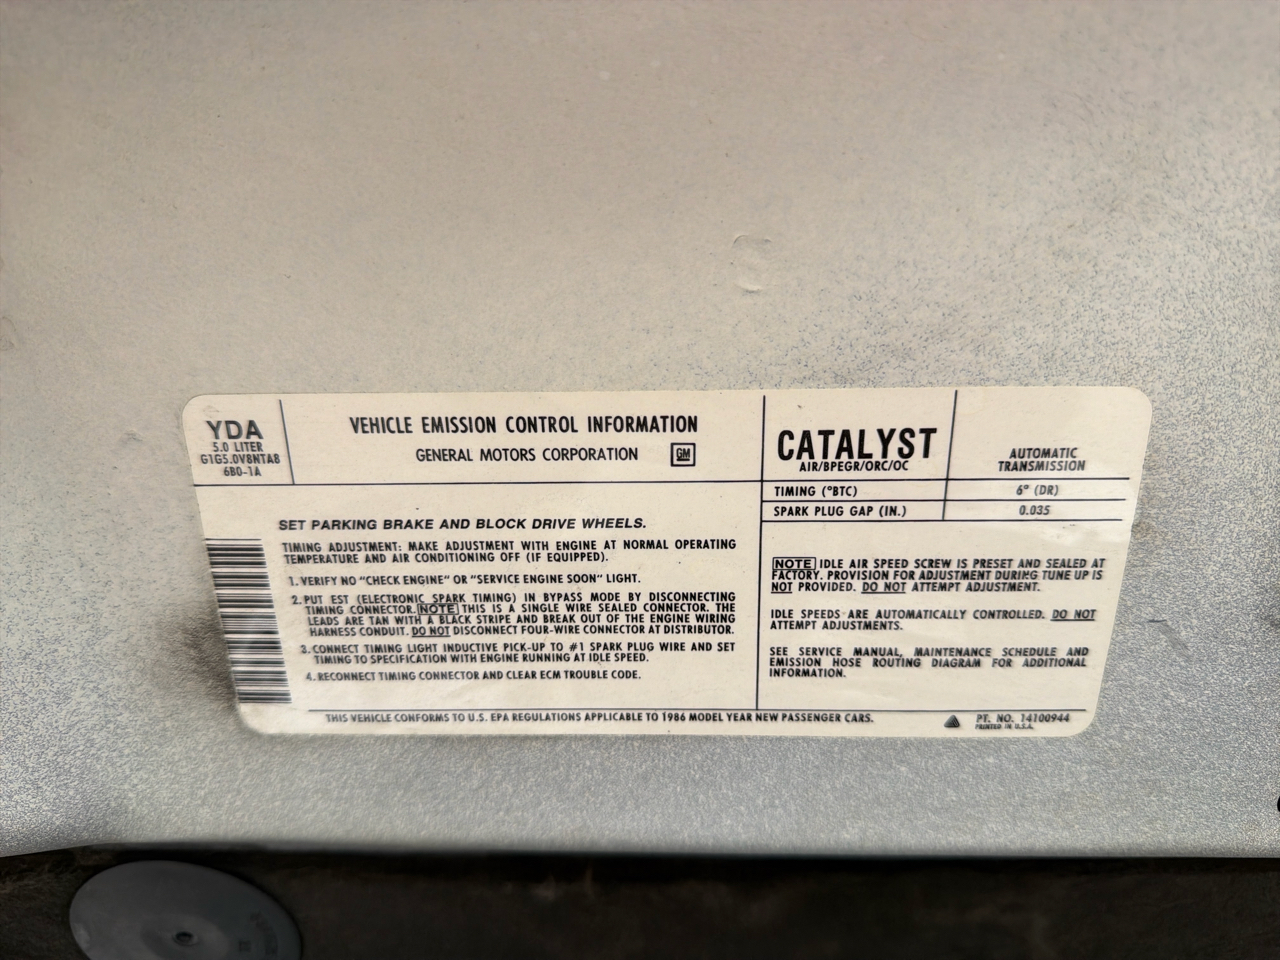 YDA
5.0 LITER
G1G5.0V8NTA8
6B0-1A
VEHICLE EMISSION CONTROL INFORMATION
GENERAL MOTORS CORPORATION GM
CATALYST
AIR/BPEGR/ORC/OC
AUTOMATIC
TRANSMISSION
TIMING (°BTC) 6° (DR)
SPARK PLUG GAP (IN.) 0.035
SET PARKING BRAKE AND BLOCK DRIVE WHEELS.
TIMING ADJUSTMENT: MAKE ADJUSTMENT WITH ENGINE AT NORMAL OPERATING
TEMPERATURE AND AIR CONDITIONING OFF (IF EQUIPPED).
1. VERIFY NO "CHECK ENGINE" OR "SERVICE ENGINE SOON" LIGHT.
2. PUT EST (ELECTRONIC SPARK TIMING) IN BYPASS MODE BY DISCONNECTING
TIMING CONNECTOR. NOTE THIS IS A SINGLE WIRE SEALED CONNECTOR. THE
LEADS ARE TAN WITH A BLACK STRIPE AND BREAK OUT OF THE ENGINE WIRING
HARNESS CONDUIT. DO NOT DISCONNECT FOUR-WIRE CONNECTOR AT DISTRIBUTOR.
3. CONNECT TIMING LIGHT INDUCTIVE PICK-UP TO #1 SPARK PLUG WIRE AND SET
TIMING TO SPECIFICATION WITH ENGINE RUNNING AT IDLE SPEED.
4. RECONNECT TIMING CONNECTOR AND CLEAR ECM TROUBLE CODE.
NOTE IDLE AIR SPEED SCREW IS PRESET AND SEALED AT
FACTORY. PROVISION FOR ADJUSTMENT DURING TUNE UP IS
NOT PROVIDED. DO NOT ATTEMPT ADJUSTMENT.
IDLE SPEEDS ARE AUTOMATICALLY CONTROLLED. DO NOT
ATTEMPT ADJUSTMENTS.
SEE SERVICE MANUAL, MAINTENANCE SCHEDULE AND
EMISSION HOSE ROUTING DIAGRAM FOR ADDITIONAL
INFORMATION.
THIS VEHICLE CONFORMS TO U.S. EPA REGULATIONS APPLICABLE TO 1986 MODEL YEAR NEW PASSENGER CARS.
PT. NO. 14100944
PRINTED IN U.S.A.